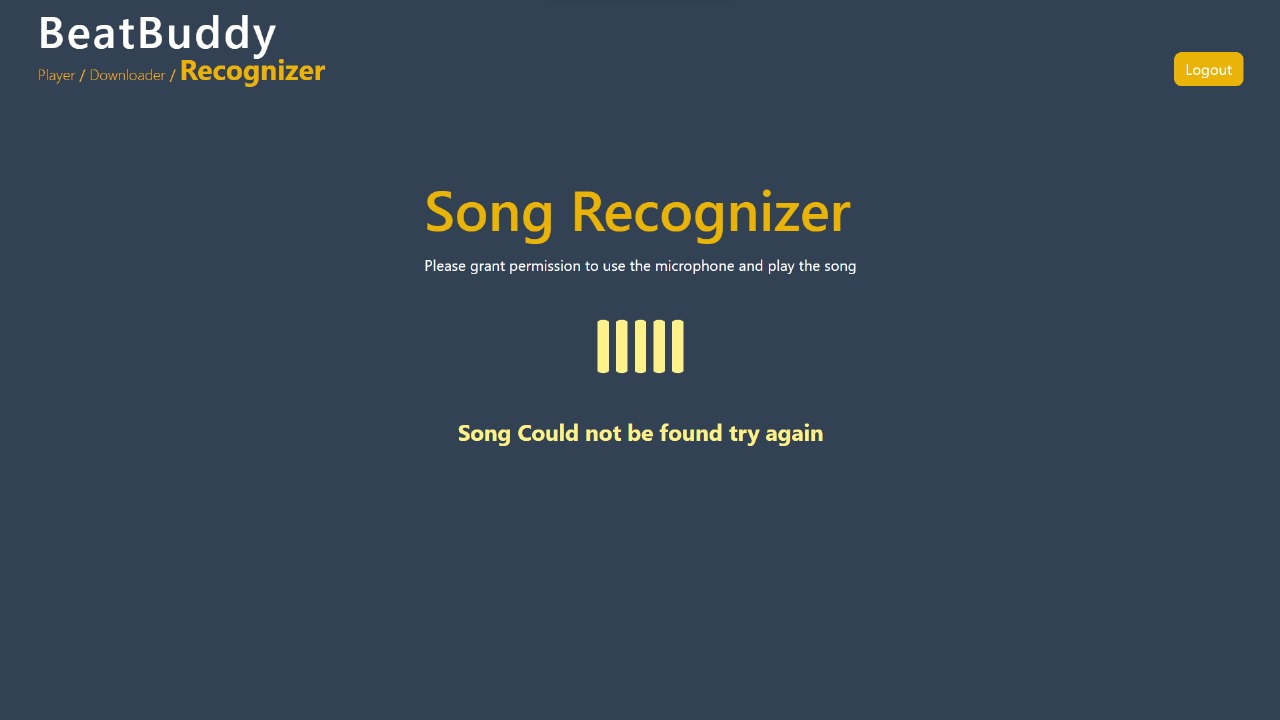 BeatBuddy
Player / Downloader / Recognizer
Logout
Song Recognizer
Please grant permission to use the microphone and play the song
Song Could not be found try again